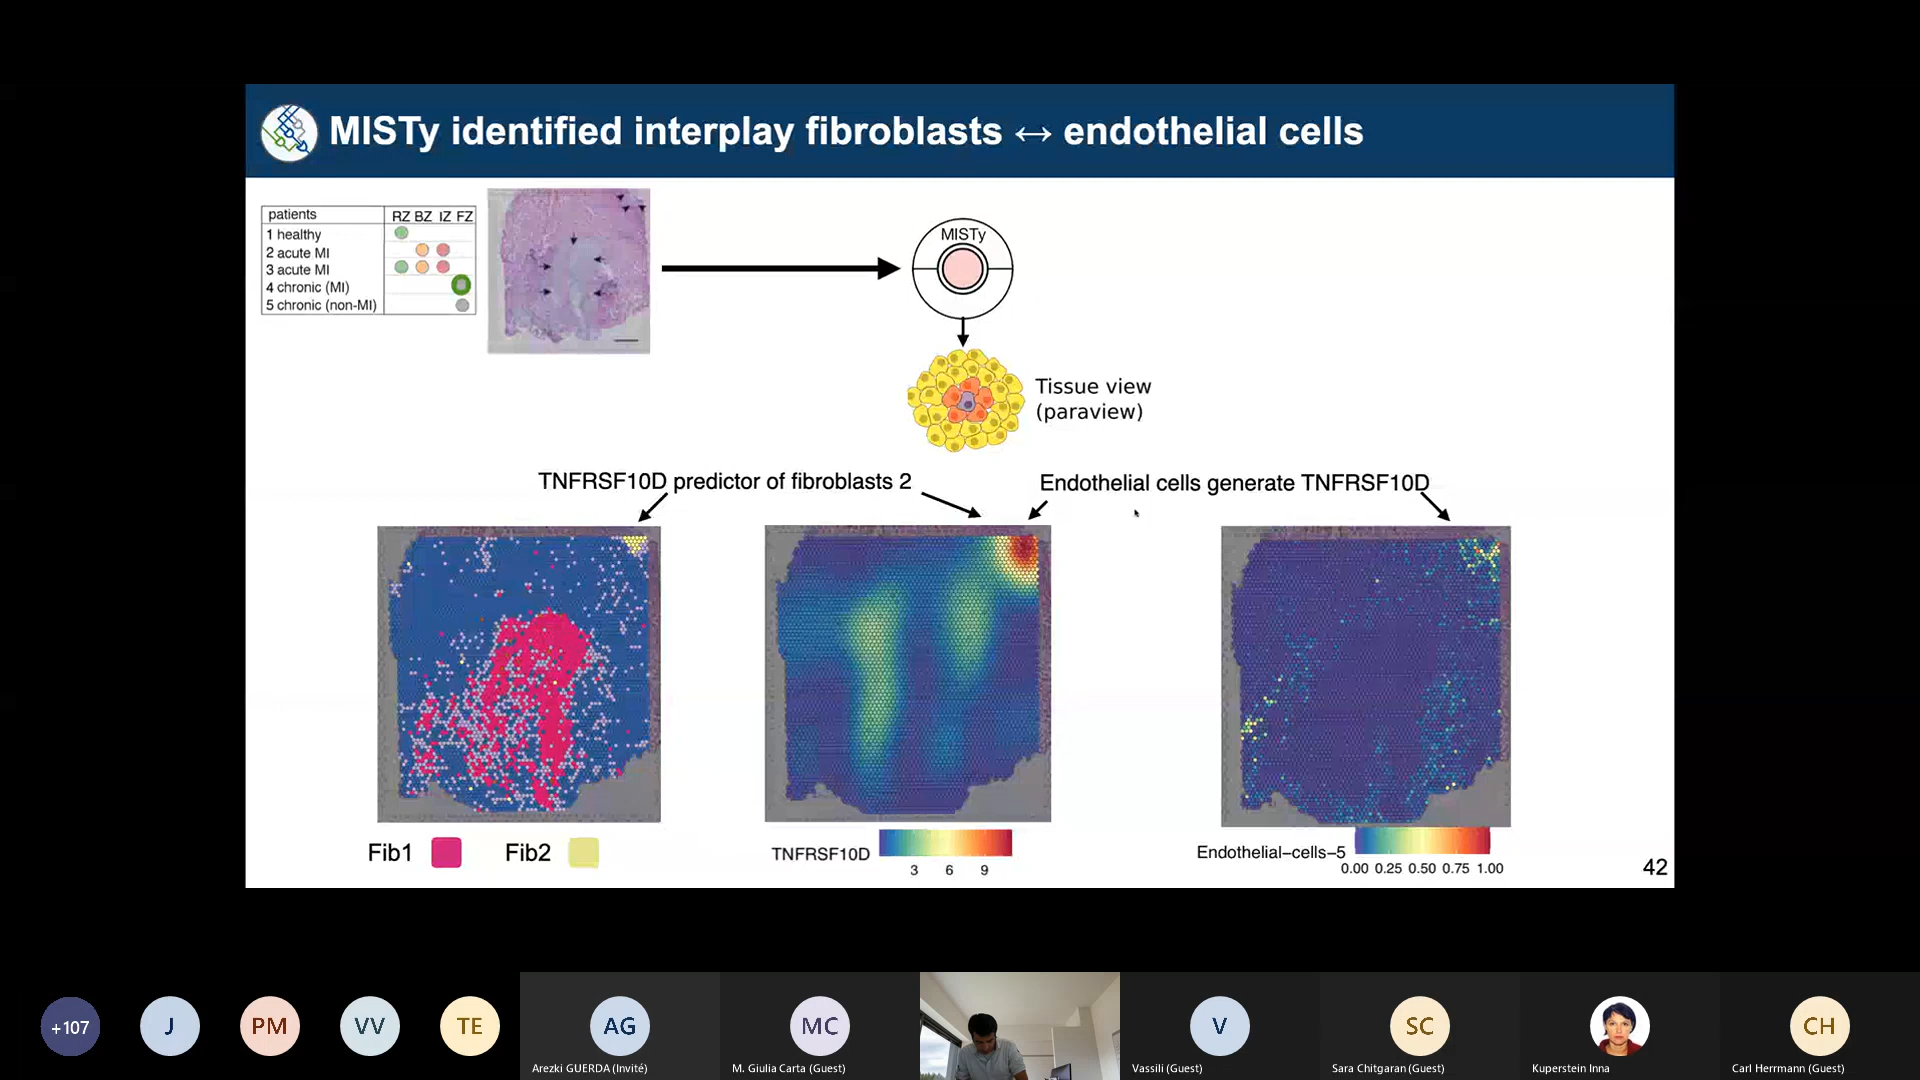 MISTy identified interplay fibroblasts ↔ endothelial cells
patients RZ BZ IZ FZ
1 healthy
2 acute MI
3 acute MI
4 chronic (MI)
5 chronic (non-MI)
MISTy
Tissue view
(paraview)
TNFRSF10D predictor of fibroblasts 2
Endothelial cells generate TNFRSF10D
Fib1 Fib2
TNFRSF10D
3 6 9
Endothelial-cells-5
0.00 0.25 0.50 0.75 1.00
42
+107
J
PM
VV
TE
AG
Arezki GUERDA (Invité)
MC
M. Giulia Carta (Guest)
V
Vassili (Guest)
SC
Sara Chitgaran (Guest)
Kuperstein Inna
CH
Carl Herrmann (Guest)